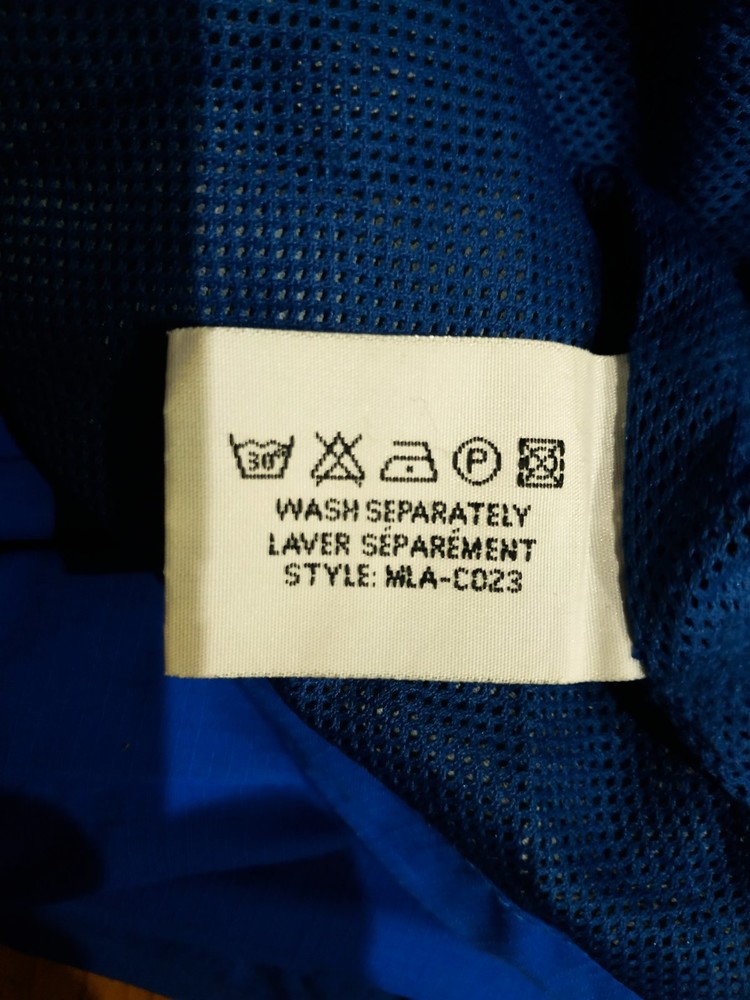 30°
P
WASH SEPARATELY
LAVER SÉPARÉMENT
STYLE: MLA-C023